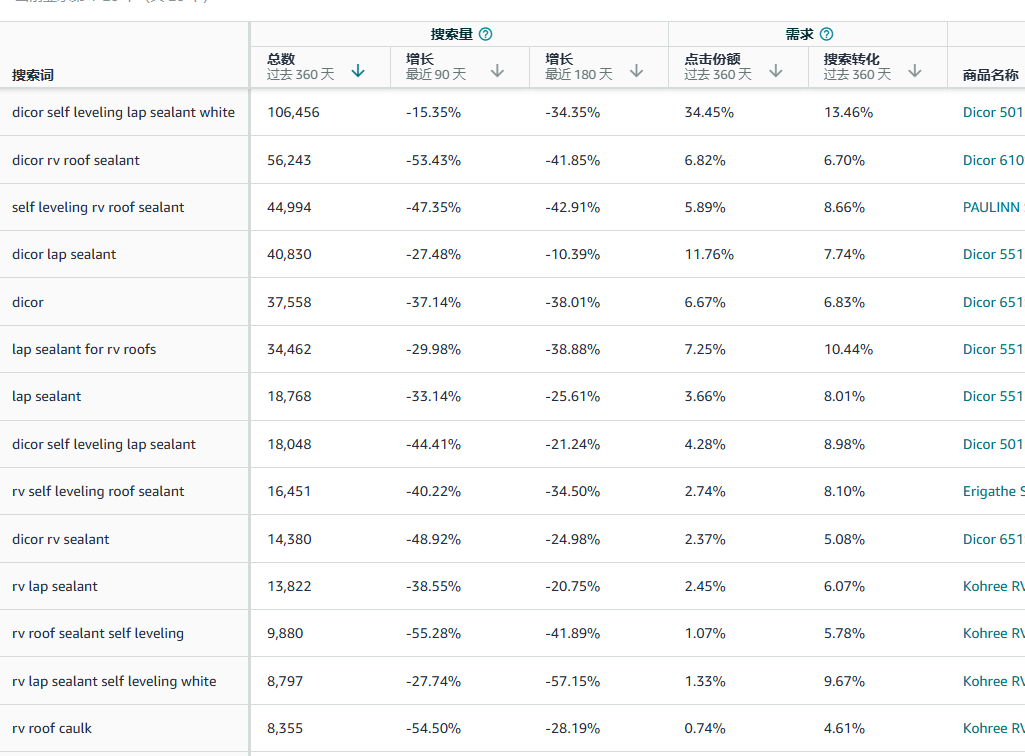 搜索量
需求
搜索词
总数
过去 360 天
增长
最近 90 天
增长
最近 180 天
点击份额
过去 360 天
搜索转化
过去 360 天
商品名称
dicor self leveling lap sealant white 106,456 -15.35% -34.35% 34.45% 13.46% Dicor 501
dicor rv roof sealant 56,243 -53.43% -41.85% 6.82% 6.70% Dicor 610
self leveling rv roof sealant 44,994 -47.35% -42.91% 5.89% 8.66% PAULINN
dicor lap sealant 40,830 -27.48% -10.39% 11.76% 7.74% Dicor 551
dicor 37,558 -37.14% -38.01% 6.67% 6.83% Dicor 651
lap sealant for rv roofs 34,462 -29.98% -38.88% 7.25% 10.44% Dicor 551
lap sealant 18,768 -33.14% -25.61% 3.66% 8.01% Dicor 551
dicor self leveling lap sealant 18,048 -44.41% -21.24% 4.28% 8.98% Dicor 501
rv self leveling roof sealant 16,451 -40.22% -34.50% 2.74% 8.10% Erigathe S
dicor rv sealant 14,380 -48.92% -24.98% 2.37% 5.08% Dicor 651
rv lap sealant 13,822 -38.55% -20.75% 2.45% 6.07% Kohree RV
rv roof sealant self leveling 9,880 -55.28% -41.89% 1.07% 5.78% Kohree RV
rv lap sealant self leveling white 8,797 -27.74% -57.15% 1.33% 9.67% Kohree RV
rv roof caulk 8,355 -54.50% -28.19% 0.74% 4.61% Kohree RV